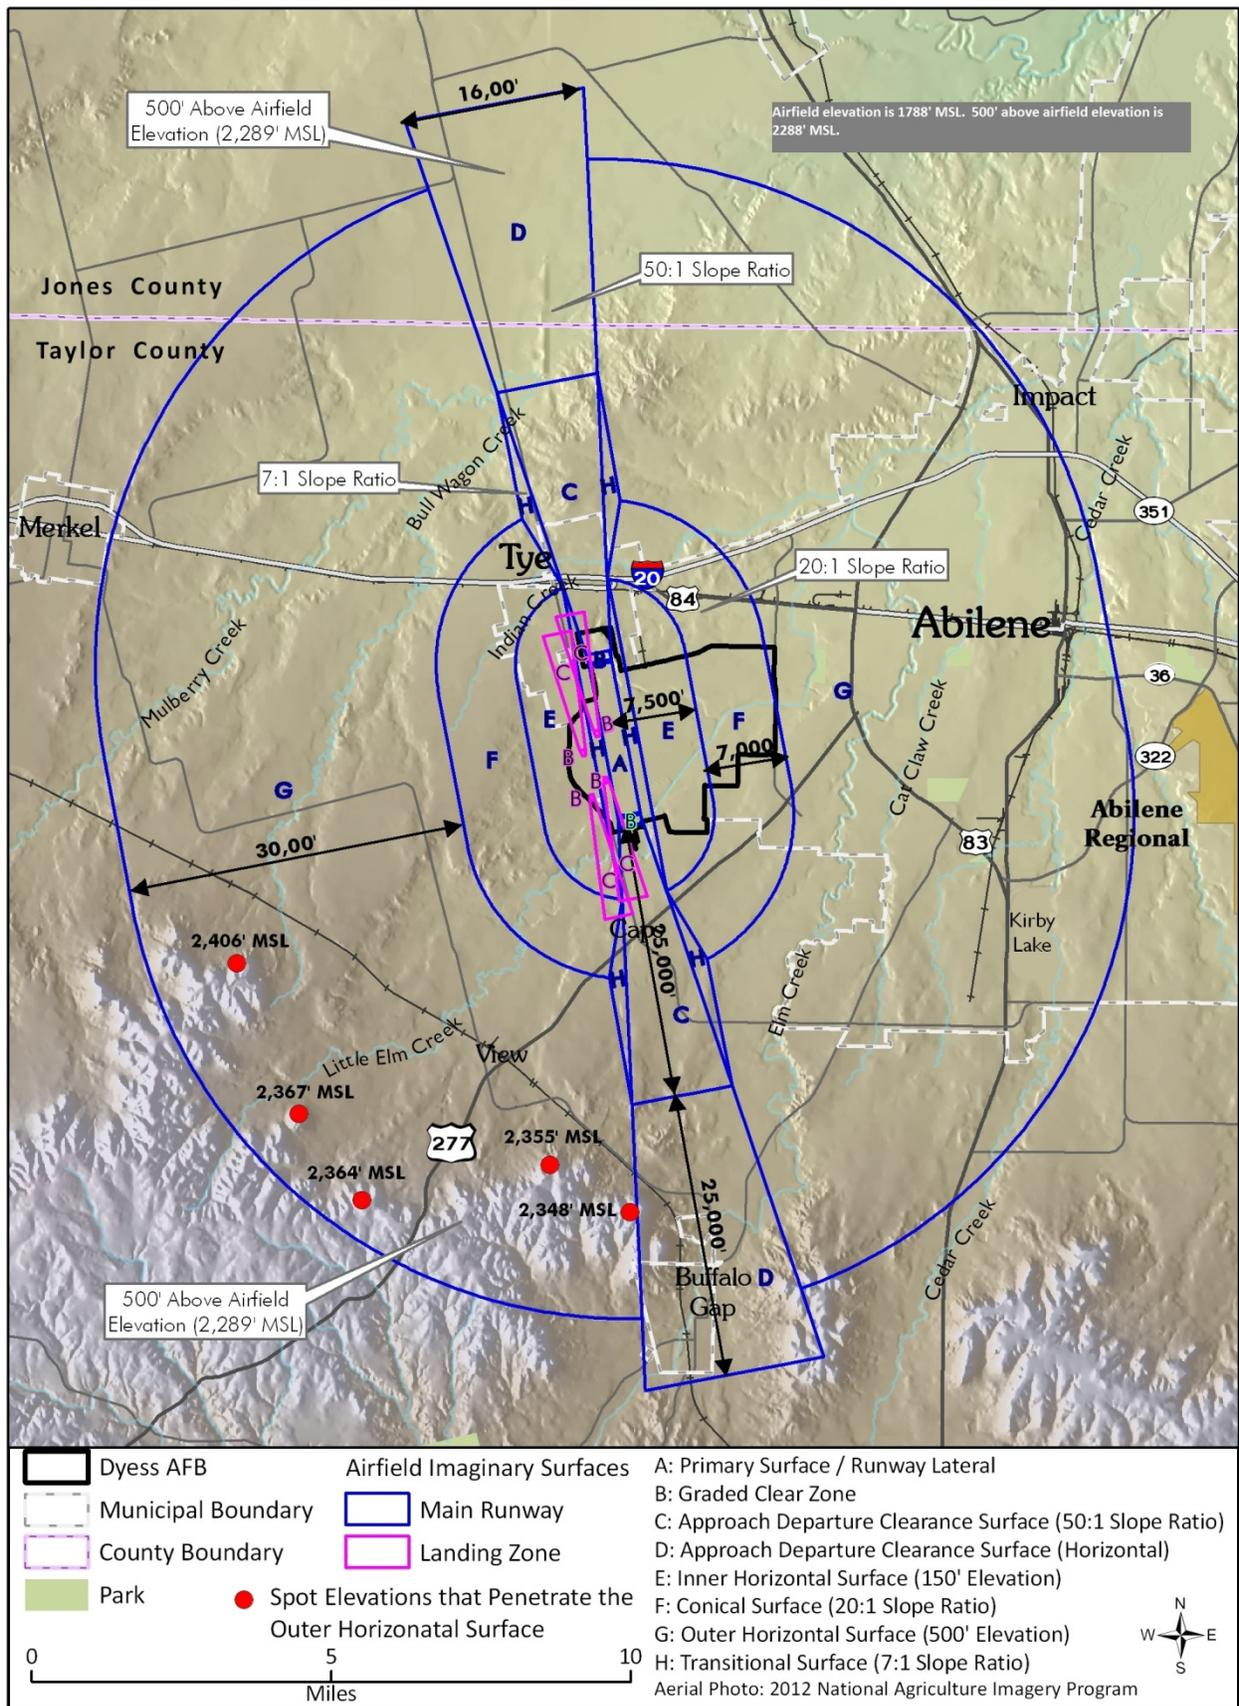 16,00'
500' Above Airfield
Elevation (2,289' MSL)
Airfield elevation is 1788' MSL.  500' above airfield elevation is
2288' MSL.
D
50:1 Slope Ratio
Jones County
Taylor County
Impact
Bull Wagon Creek
7:1 Slope Ratio
C
H
H
Cedar Creek
351
Merkel
Tye
20
84
20:1 Slope Ratio
Indian Creek
Abilene
Mulberry Creek
C
B
C
36
G
7,500'
E
B
E
F
H
H
F
A
7,000'
B
B
B
Cat Claw Creek
322
G
Abilene
Regional
B
83
30,00'
C
C
Kirby
Lake
Caps
2,406' MSL
H
H
25,000'
C
Elm Creek
Little Elm Creek
View
2,367' MSL
277
2,355' MSL
2,364' MSL
2,348' MSL
25,000'
Cedar Creek
Buffalo
Gap
D
500' Above Airfield
Elevation (2,289' MSL)
Dyess AFB
Municipal Boundary
County Boundary
Park
Airfield Imaginary Surfaces
Main Runway
Landing Zone
Spot Elevations that Penetrate the
Outer Horizonatal Surface
A: Primary Surface / Runway Lateral
B: Graded Clear Zone
C: Approach Departure Clearance Surface (50:1 Slope Ratio)
D: Approach Departure Clearance Surface (Horizontal)
E: Inner Horizontal Surface (150' Elevation)
F: Conical Surface (20:1 Slope Ratio)
G: Outer Horizontal Surface (500' Elevation)
H: Transitional Surface (7:1 Slope Ratio)
Aerial Photo: 2012 National Agriculture Imagery Program
N
W E
S
0 5 10
Miles